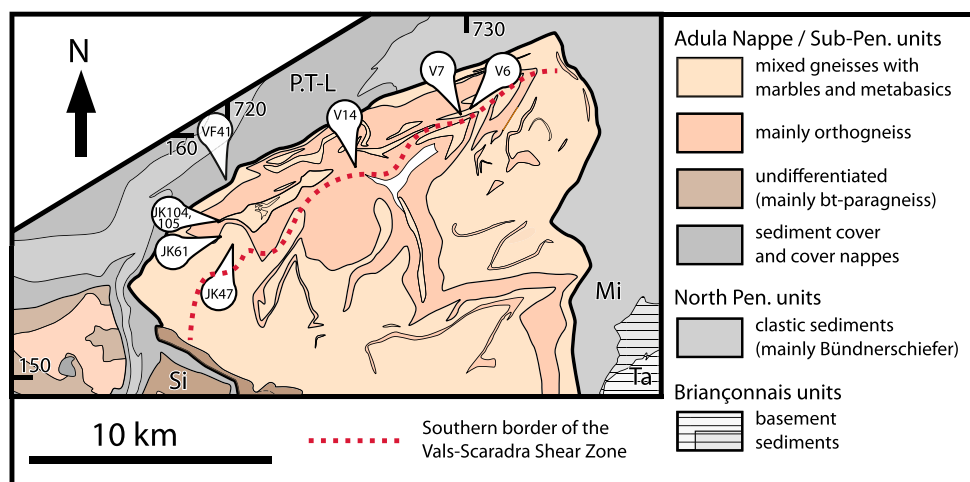 N
730
720
160
150
P.T-L
V7
V6
V14
VF41
JK104,
105
JK61
JK47
Mi
Si
Ta
10 km
Southern border of the
Vals-Scaradra Shear Zone
Adula Nappe / Sub-Pen. units
mixed gneisses with
marbles and metabasics
mainly orthogneiss
undifferentiated
(mainly bt-paragneiss)
sediment cover
and cover nappes
North Pen. units
clastic sediments
(mainly Bündnerschiefer)
Briançonnais units
basement
sediments